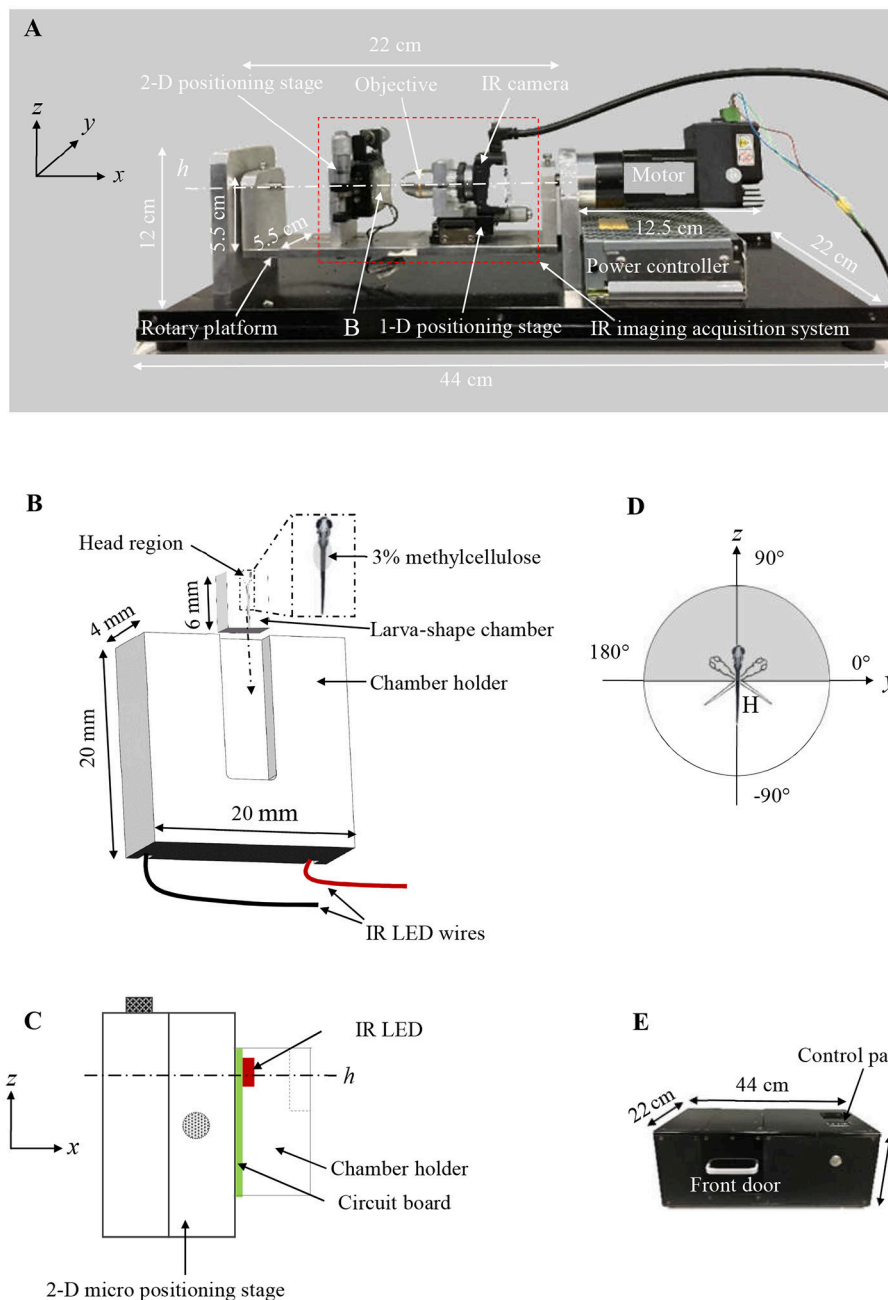 A
22 cm
2-D positioning stage
Objective
IR camera
z
y
x
h
12 cm
5.5 cm
5.5 cm
Motor
12.5 cm
Power controller
22 cm
Rotary platform
B
1-D positioning stage
IR imaging acquisition system
44 cm
B
Head region
3% methylcellulose
6 mm
4 mm
Larva-shape chamber
Chamber holder
20 mm
20 mm
IR LED wires
D
z
90°
180°
0°
y
H
-90°
C
IR LED
h
z
x
Chamber holder
Circuit board
2-D micro positioning stage
E
Control pa
44 cm
22 cm
Front door